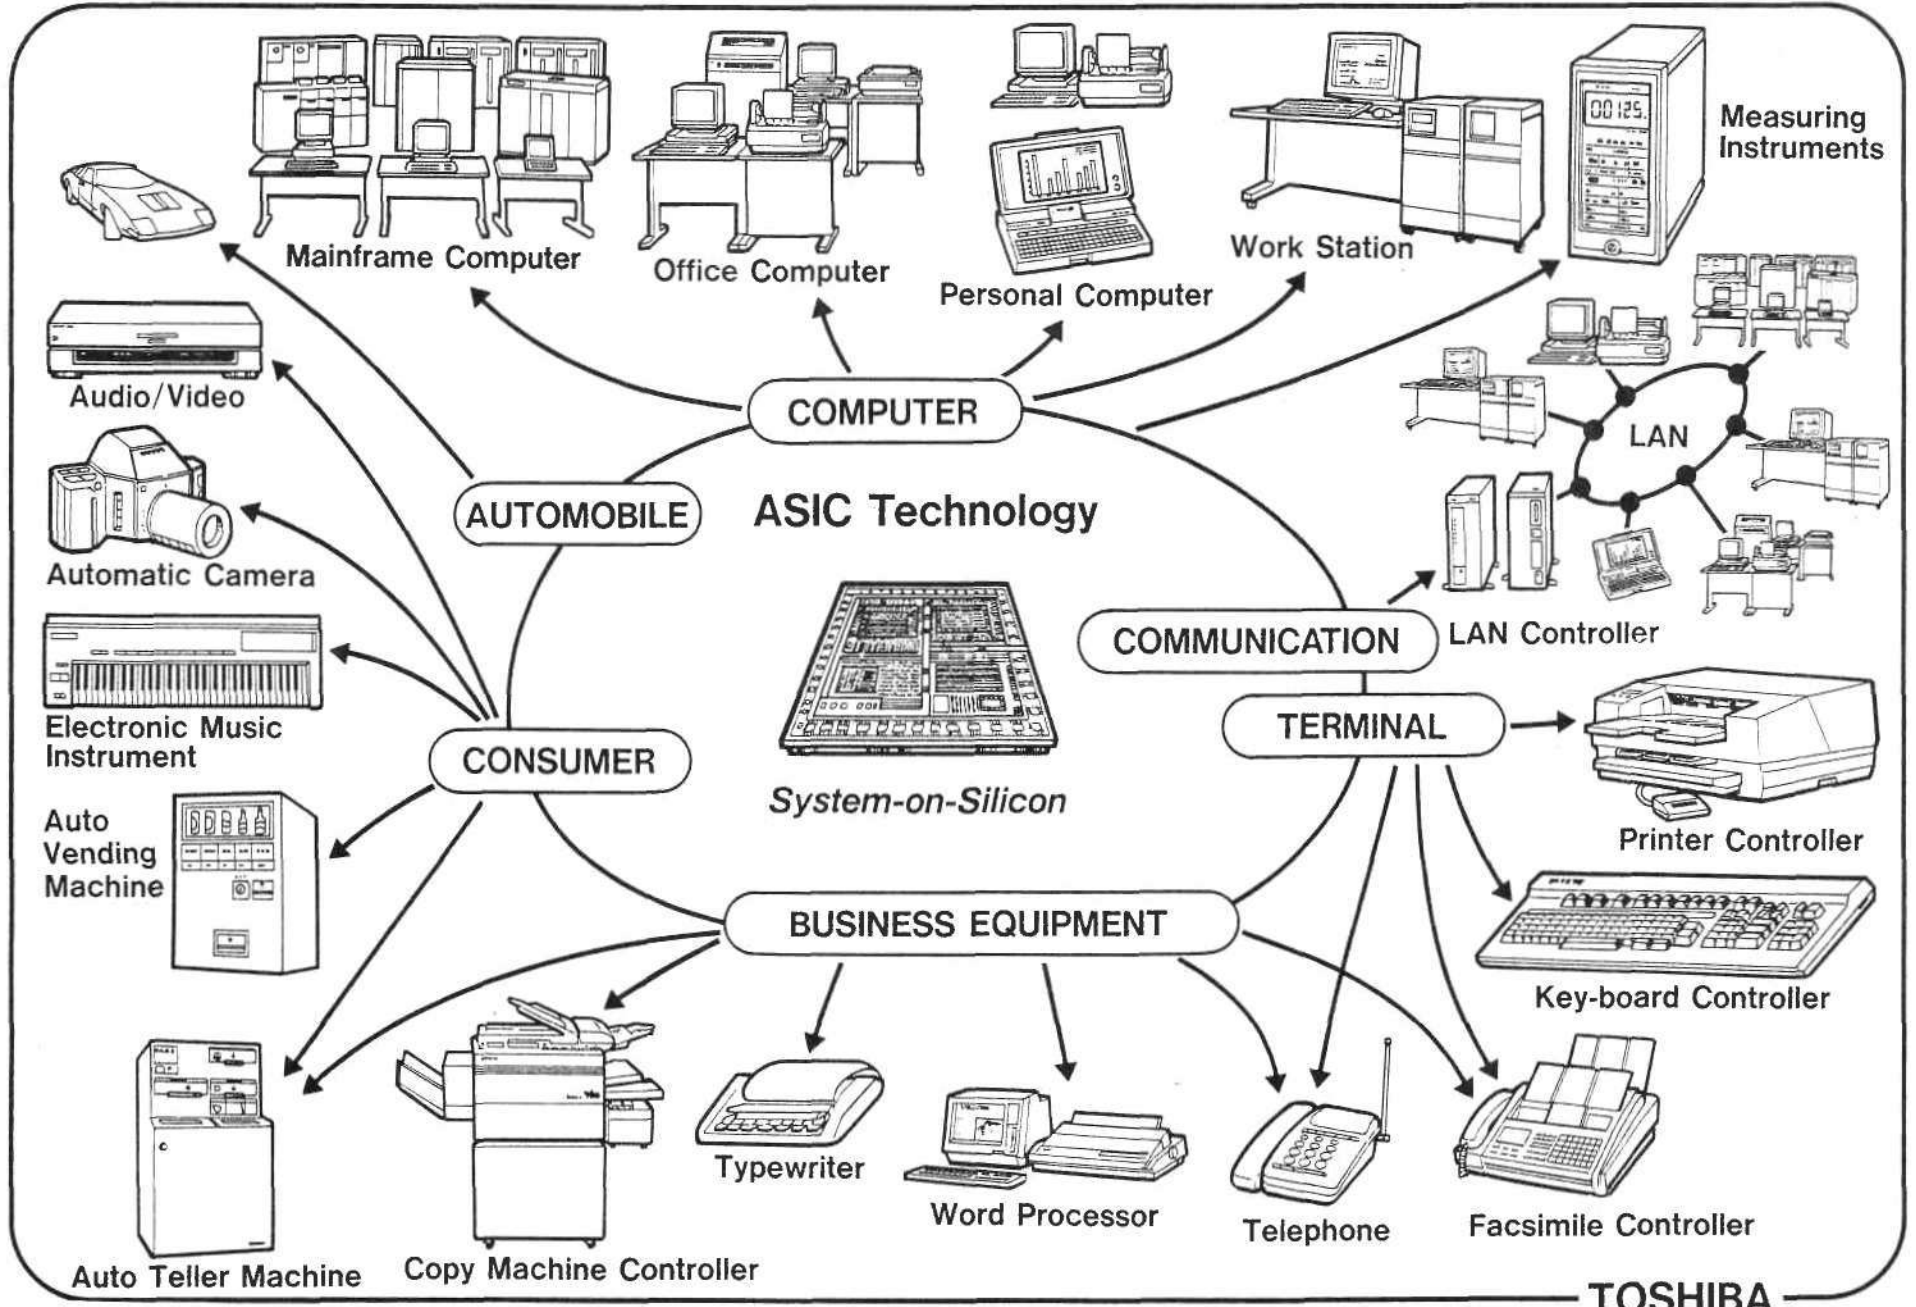 Measuring
Instruments
00125.
Mainframe Computer
Office Computer
Personal Computer
Work Station
Audio/Video
COMPUTER
LAN
AUTOMOBILE
ASIC Technology
Automatic Camera
COMMUNICATION
LAN Controller
Electronic Music
Instrument
TERMINAL
CONSUMER
System-on-Silicon
Auto
Vending
Machine
Printer Controller
BUSINESS EQUIPMENT
Key-board Controller
Typewriter
Word Processor
Telephone
Facsimile Controller
Auto Teller Machine
Copy Machine Controller
TOSHIBA